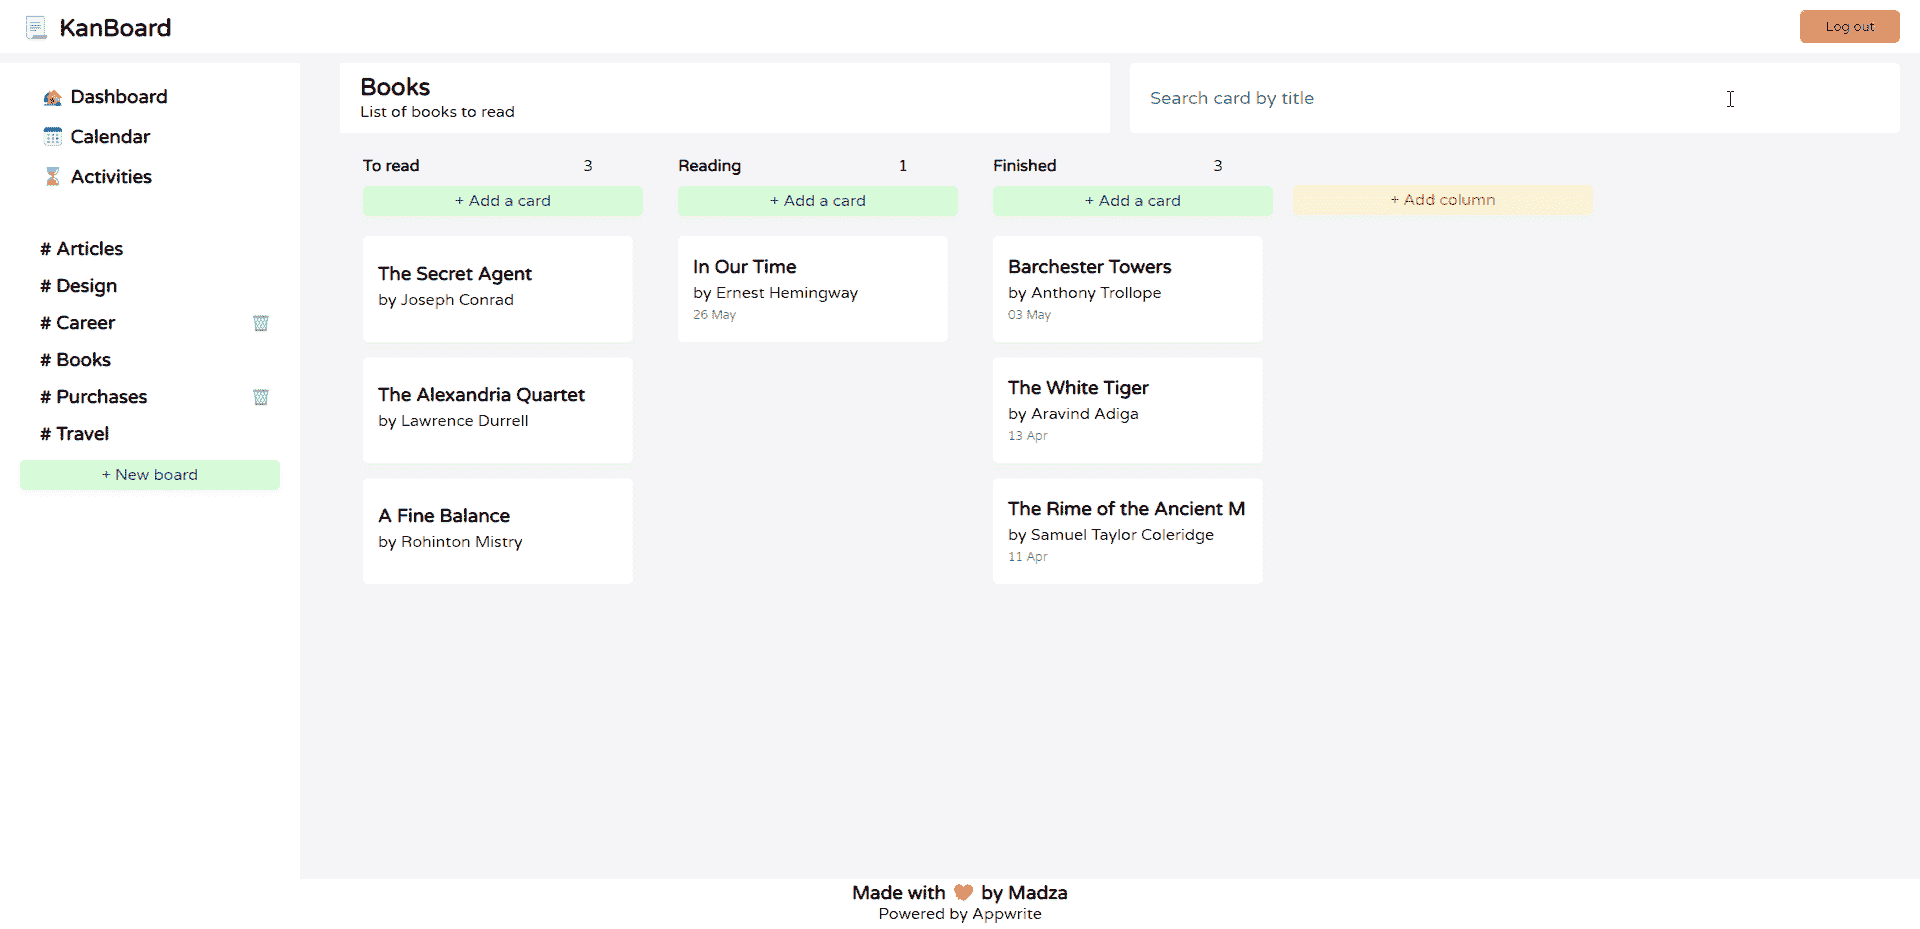 KanBoard
Log out
Dashboard
Calendar
Activities
# Articles
# Design
# Career
# Books
# Purchases
# Travel
+ New board
Books
List of books to read
Search card by title
To read 3
+ Add a card
The Secret Agent
by Joseph Conrad
The Alexandria Quartet
by Lawrence Durrell
A Fine Balance
by Rohinton Mistry
Reading 1
+ Add a card
In Our Time
by Ernest Hemingway
26 May
Finished 3
+ Add a card
Barchester Towers
by Anthony Trollope
03 May
The White Tiger
by Aravind Adiga
13 Apr
The Rime of the Ancient M
by Samuel Taylor Coleridge
11 Apr
+ Add column
Made with by Madza
Powered by Appwrite